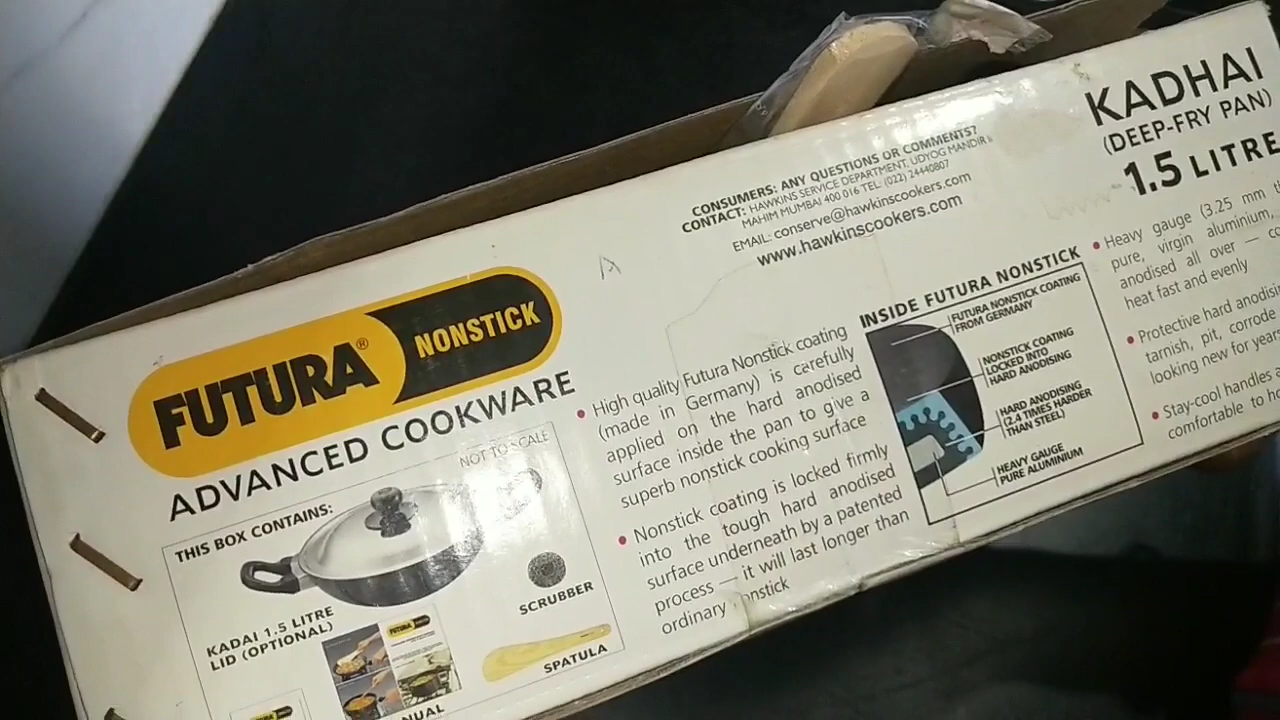 FUTURA®
NONSTICK
ADVANCED COOKWARE
NOT TO SCALE
THIS BOX CONTAINS:
KADAI 1.5 LITRE
LID (OPTIONAL)
SCRUBBER
SPATULA
CONSUMERS: ANY QUESTIONS OR COMMENTS?
CONTACT: HAWKINS SERVICE DEPARTMENT, UDYOG MANDIR
MAHIM MUMBAI 400 016 TEL: (022) 24440807
EMAIL: conserve@hawkinscookers.com
www.hawkinscookers.com
• High quality Futura Nonstick coating
(made in Germany) is carefully
applied on the hard anodised
surface inside the pan to give a
superb nonstick cooking surface
• Nonstick coating is locked firmly
into the tough hard anodised
surface underneath by a patented
process — it will last longer than
ordinary nonstick
INSIDE FUTURA NONSTICK
FUTURA NONSTICK COATING
FROM GERMANY
NONSTICK COATING
LOCKED INTO
HARD ANODISING
HARD ANODISING
(2.4 TIMES HARDER
THAN STEEL)
HEAVY GAUGE
PURE ALUMINIUM
KADHAI
(DEEP-FRY PAN)
1.5 LITRE
• Heavy gauge (3.25 mm
pure, virgin aluminium,
anodised all over —
heat fast and evenly
• Protective hard
tarnish, pit, corrode
looking new for
• Stay-cool handles
comfortable to